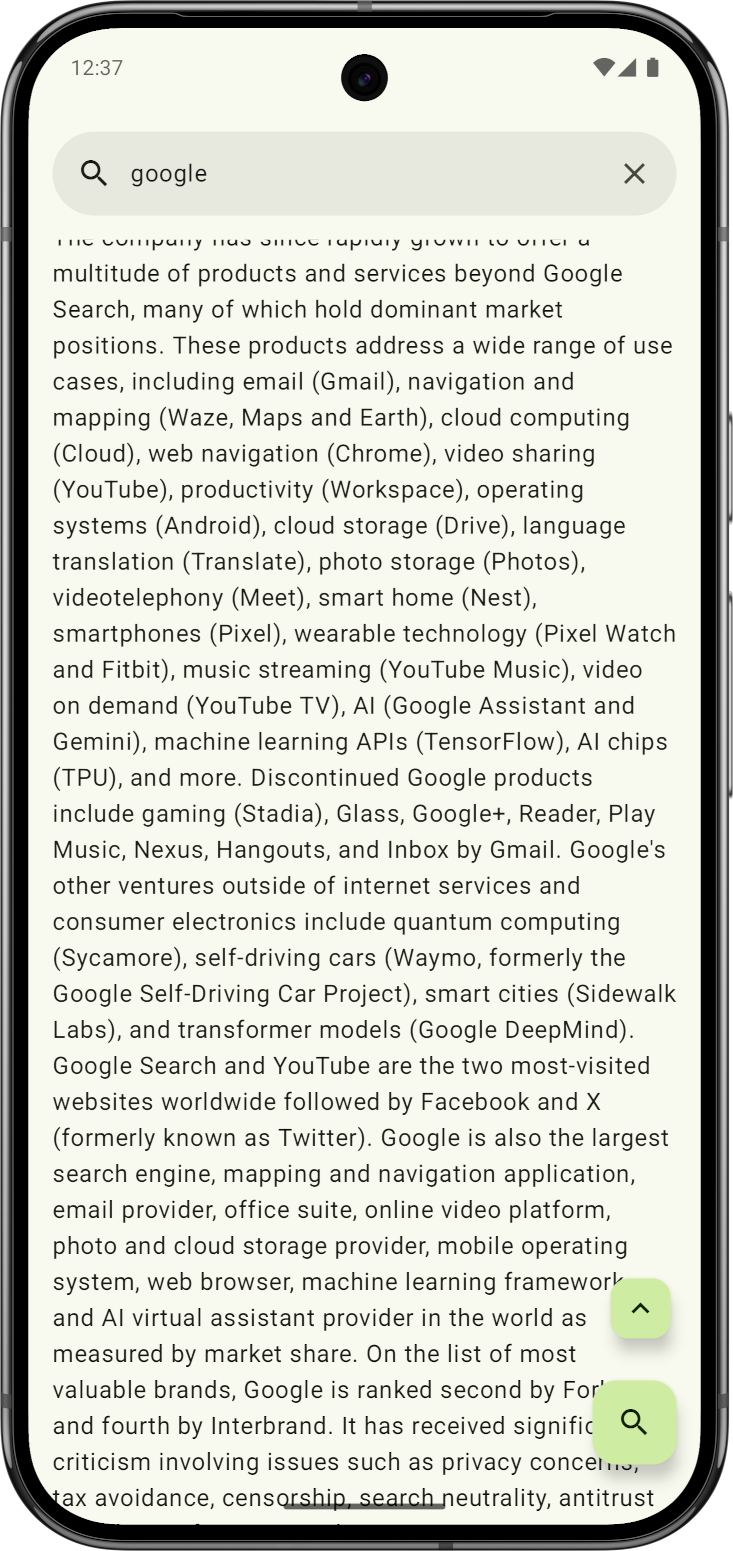 12:37
google
The company has since rapidly grown to offer a
multitude of products and services beyond Google
Search, many of which hold dominant market
positions. These products address a wide range of use
cases, including email (Gmail), navigation and
mapping (Waze, Maps and Earth), cloud computing
(Cloud), web navigation (Chrome), video sharing
(YouTube), productivity (Workspace), operating
systems (Android), cloud storage (Drive), language
translation (Translate), photo storage (Photos),
videotelephony (Meet), smart home (Nest),
smartphones (Pixel), wearable technology (Pixel Watch
and Fitbit), music streaming (YouTube Music), video
on demand (YouTube TV), AI (Google Assistant and
Gemini), machine learning APIs (TensorFlow), AI chips
(TPU), and more. Discontinued Google products
include gaming (Stadia), Glass, Google+, Reader, Play
Music, Nexus, Hangouts, and Inbox by Gmail. Google's
other ventures outside of internet services and
consumer electronics include quantum computing
(Sycamore), self-driving cars (Waymo, formerly the
Google Self-Driving Car Project), smart cities (Sidewalk
Labs), and transformer models (Google DeepMind).
Google Search and YouTube are the two most-visited
websites worldwide followed by Facebook and X
(formerly known as Twitter). Google is also the largest
search engine, mapping and navigation application,
email provider, office suite, online video platform,
photo and cloud storage provider, mobile operating
system, web browser, machine learning framework
and AI virtual assistant provider in the world as
measured by market share. On the list of most
valuable brands, Google is ranked second by
and fourth by Interbrand. It has received
criticism involving issues such as privacy concerns,
tax avoidance, censorship, search neutrality, antitrust